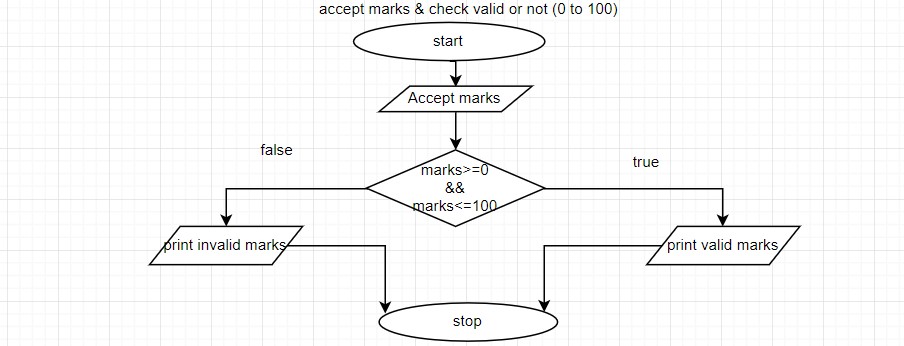 accept marks & check valid or not (0 to 100)
start
Accept marks
false
true
marks>=0
&&
marks<=100
print invalid marks
print valid marks
stop